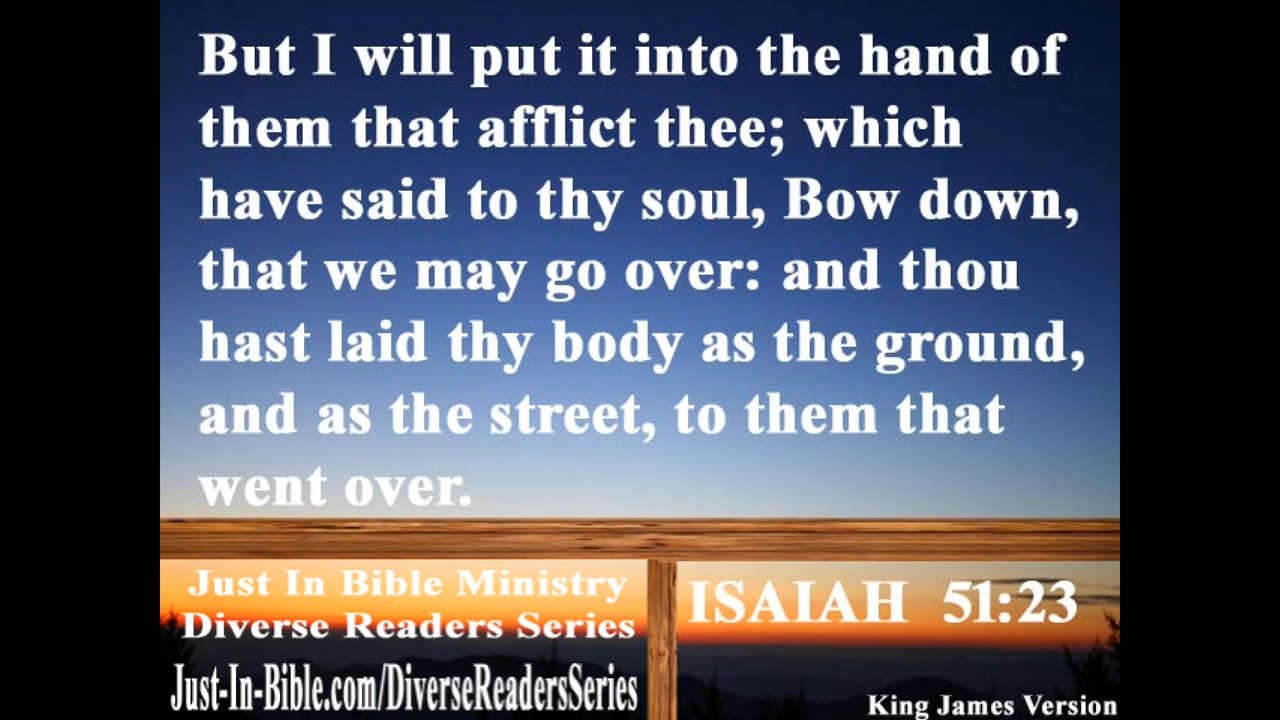 But I will put it into the hand of
them that afflict thee; which
have said to thy soul, Bow down,
that we may go over: and thou
hast laid thy body as the ground,
and as the street, to them that
went over.
Just In Bible Ministry
Diverse Readers Series
Just-In-Bible.com/DiverseReadersSeries
ISAIAH 51:23
King James Version